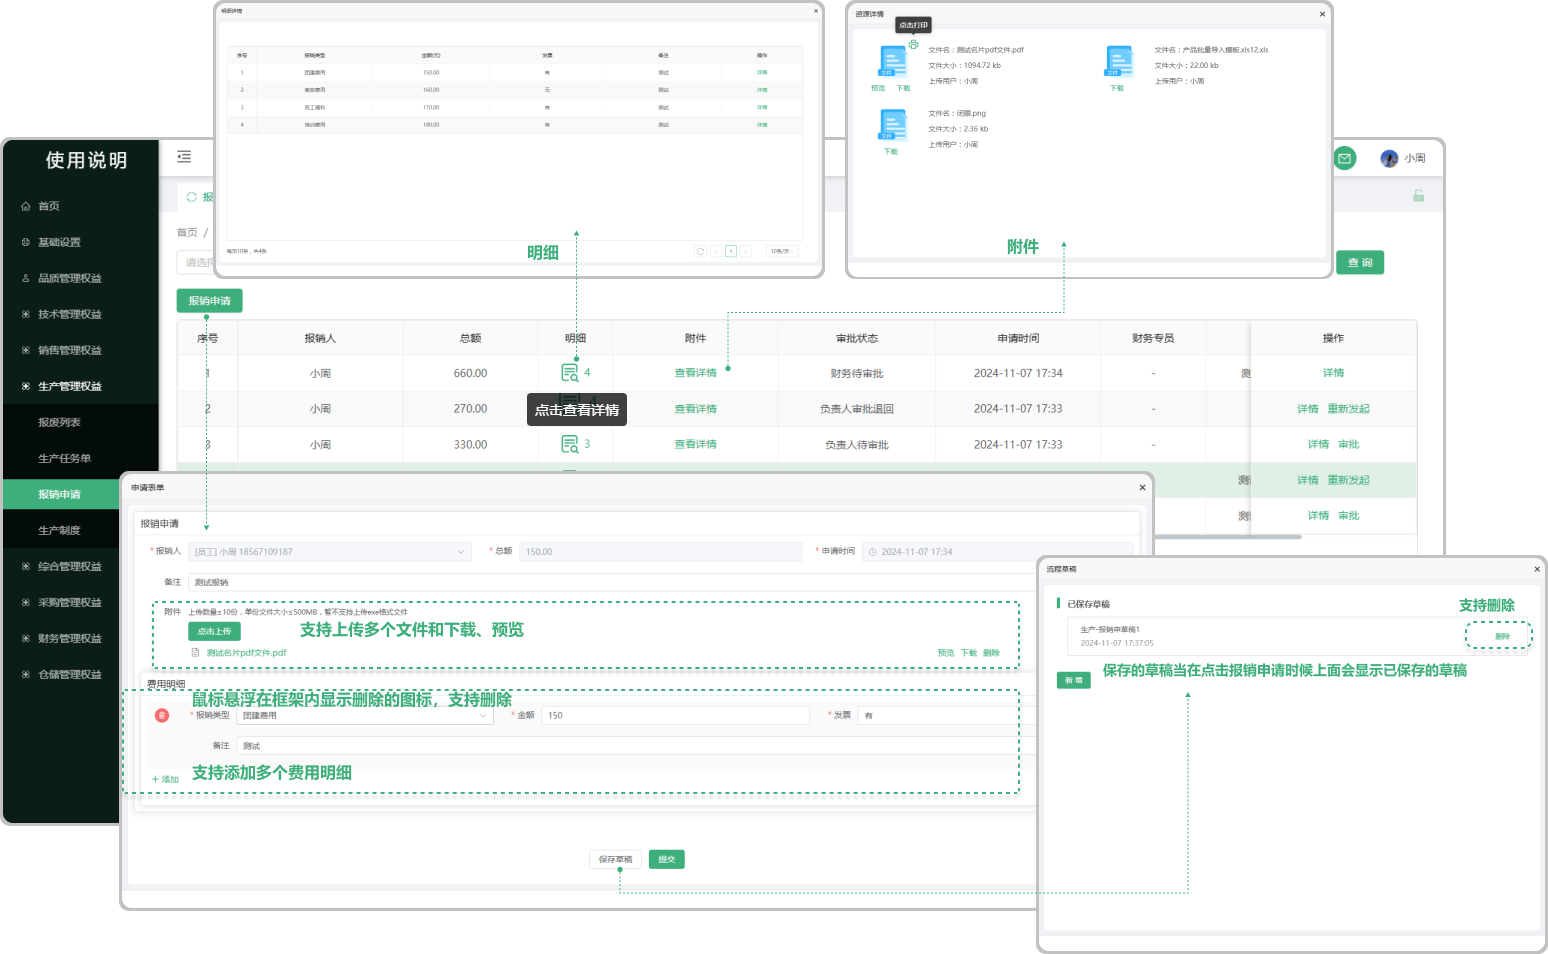 明细详情
序号 报销类型 金额(元) 发票 备注 操作
1 团建费用 150.00 有 测试 详情
2 差旅费用 160.00 无 测试 详情
3 员工福利 170.00 有 测试 详情
4 培训费用 180.00 有 测试 详情
每页10条，共4条
1
10条/页
明细
资源详情
点击打印
文件名：测试名片pdf文件.pdf
文件大小：1094.72 kb
上传用户：小周
文件
预览 下载
文件名：产品批量导入模板.xls12.xls
文件大小：22.00 kb
上传用户：小周
文件
下载
文件名：闭眼.png
文件大小：2.36 kb
上传用户：小周
文件
下载
附件
使用说明
首页
基础设置
品质管理权益
技术管理权益
销售管理权益
生产管理权益
报废列表
生产任务单
报销申请
生产制度
综合管理权益
采购管理权益
财务管理权益
仓储管理权益
小周
报
首页 /
请选择
查 询
报销申请
序号 报销人 总额 明细 附件 审批状态 申请时间 财务专员 操作
1 小周 660.00 4 查看详情 财务待审批 2024-11-07 17:34 - 测 详情
2 小周 270.00 4 查看详情 负责人审批退回 2024-11-07 17:33 - 详情 重新发起
点击查看详情
3 小周 330.00 3 查看详情 负责人待审批 2024-11-07 17:33 - 详情 审批
测 详情 重新发起
测 详情 审批
申请表单
报销申请
* 报销人 [员工] 小周 18567109187 * 总额 150.00 * 申请时间 2024-11-07 17:34
备注 测试报销
附件 上传数量≤10份，单份文件大小≤500MB，暂不支持上传exe格式文件
点击上传
支持上传多个文件和下载、预览
测试名片pdf文件.pdf 预览 下载 删除
费用明细
鼠标悬浮在框架内显示删除的图标，支持删除
* 报销类型 团建费用 * 金额 150 * 发票 有
备注 测试
+ 添加
支持添加多个费用明细
保存草稿 提交
流程草稿
已保存草稿
支持删除
生产-报销申草稿1
2024-11-07 17:37:05
删除
新 增
保存的草稿当在点击报销申请时候上面会显示已保存的草稿